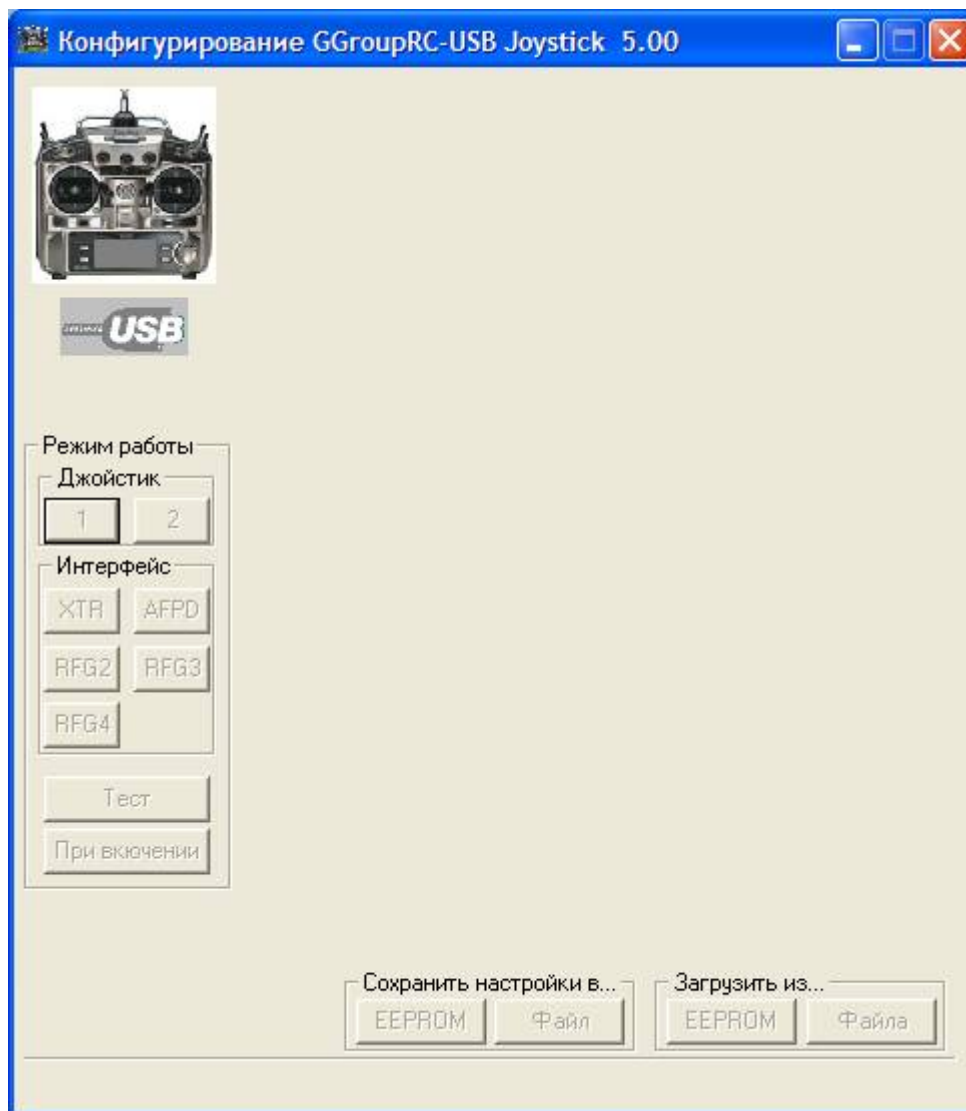 Конфигурирование GGroupRC-USB Joystick 5.00
USB
Режим работы
Джойстик
1 2
Интерфейс
XTR AFPD
RFG2 RFG3
RFG4
Тест
При вкючении
Сохранить настройки в... Загрузить из...
EEPROM Файл EEPROM Файла